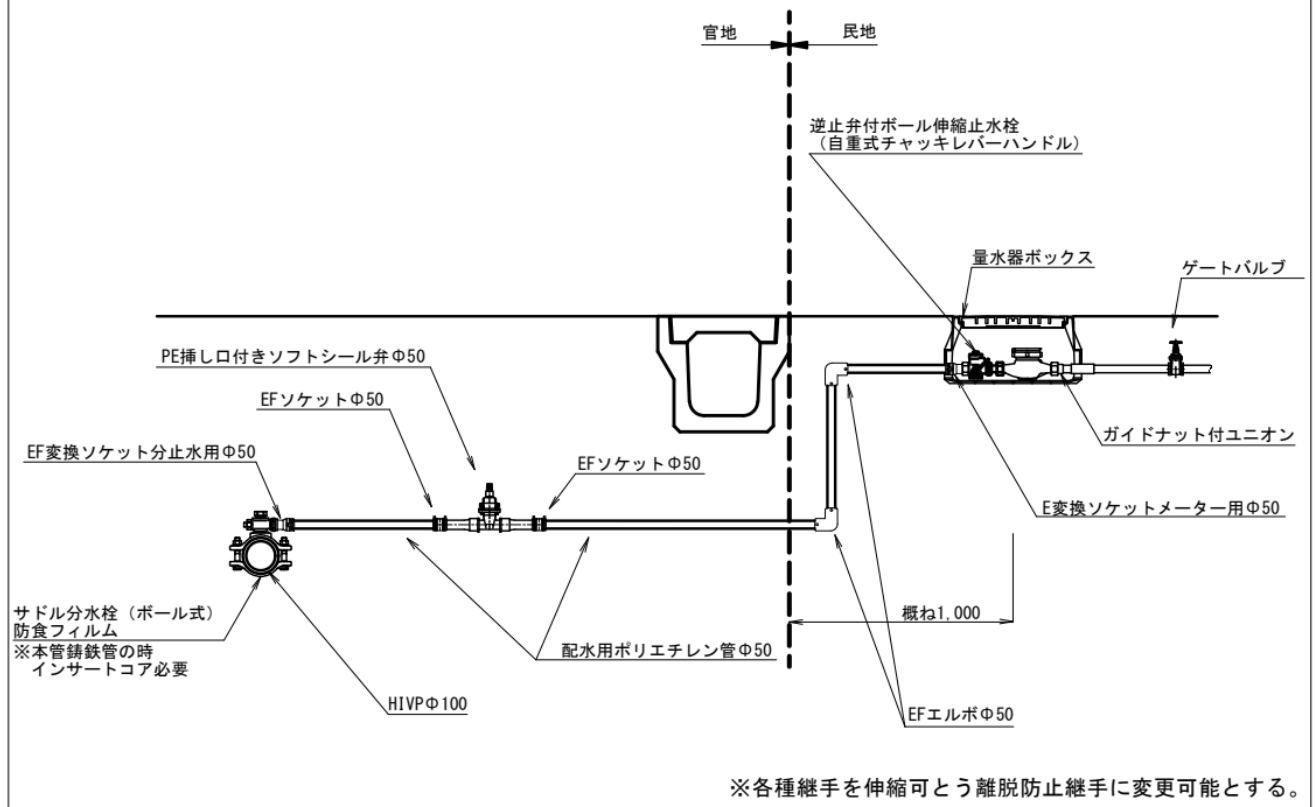 官地
民地
逆止弁付ボール伸縮止水栓
(自重式チャッキレバーハンドル)
量水器ボックス
ゲートバルブ
PE挿し口付きソフトシール弁Φ50
EFソケットΦ50
EF変換ソケット分止水用Φ50
EFソケットΦ50
ガイドナット付ユニオン
E変換ソケットメーター用Φ50
サドル分水栓(ボール式)
防食フィルム
※本管鋳鉄管の時
インサートコア必要
概ね1,000
配水用ポリエチレン管Φ50
HIVPΦ100
EFエルボΦ50
※各種継手を伸縮可とう離脱防止継手に変更可能とする。